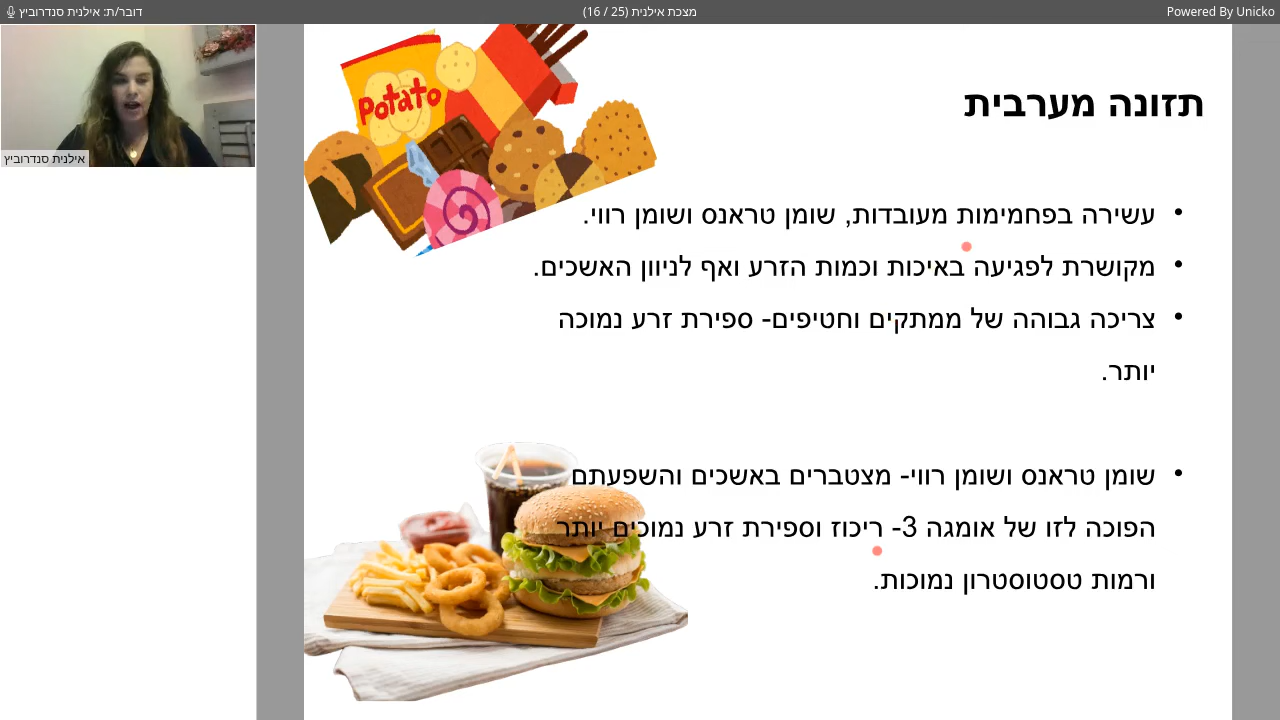 דובר/ת: אילנית סנדרוביץ
מצכת אילנית (25 / 16)
Powered By Unicko
אילנית סנדרוביץ
Potato
תזונה מערבית
• עשירה בפחמימות מעובדות, שומן טראנס ושומן רווי.
• מקושרת לפגיעה באיכות וכמות הזרע ואף לניוון האשכים.
• צריכה גבוהה של ממתקים וחטיפים- ספירת זרע נמוכה
יותר.
• שומן טראנס ושומן רווי- מצטברים באשכים והשפעתם
הפוכה לזו של אומגה 3- ריכוז וספירת זרע נמוכים יותר
ורמות טסטוסטרון נמוכות.